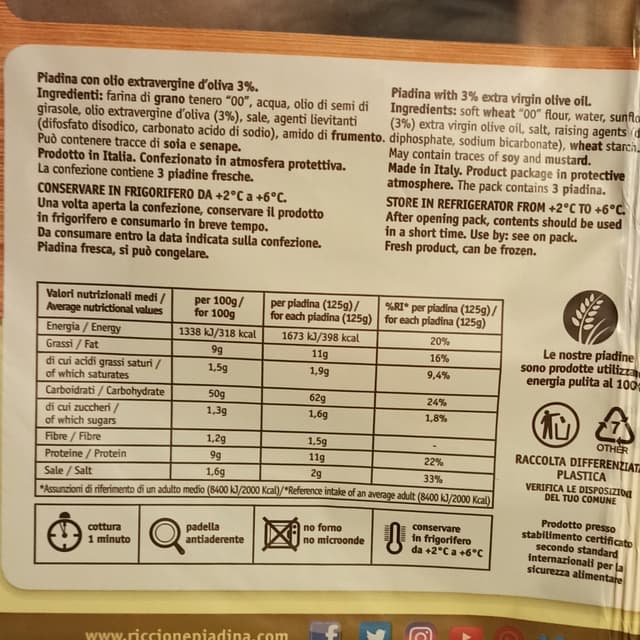 Piadina con olio extravergine d'oliva 3%.
Ingredienti: farina di grano tenero "00", acqua, olio di semi di
girasole, olio extravergine d'oliva (3%), sale, agenti lievitanti
(difosfato disodico, carbonato acido di sodio), amido di frumento.
Può contenere tracce di soia e senape.
Prodotto in Italia. Confezionato in atmosfera protettiva.
La confezione contiene 3 piadine fresche.
CONSERVARE IN FRIGORIFERO DA +2°C a +6°C.
Una volta aperta la confezione, conservare il prodotto
in frigorifero e consumarlo in breve tempo.
Da consumare entro la data indicata sulla confezione.
Piadina fresca, si può congelare.
Piadina with 3% extra virgin olive oil.
Ingredients: soft wheat "00" flour, water,
(3%) extra virgin olive oil, salt, raising agents
diphosphate, sodium bicarbonate), wheat starch.
May contain traces of soy and mustard.
Made in Italy. Product package in protective
atmosphere. The pack contains 3 piadina.
STORE IN REFRIGERATOR FROM +2°C TO +6°C.
After opening pack, contents should be used
in a short time. Use by: see on pack.
Fresh product, can be frozen.
Valori nutrizionali medi / Average nutrictional values per 100g/ for 100g per piadina (125g)/ for each piadina (125g) %RI* per piadina (125g)/ for each piadina (125g)
Energia / Energy 1338 kJ/318 kcal 1673 kJ/398 kcal 20%
Grassi / Fat 9g 11g 16%
di cui acidi grassi saturi / of which saturates 1,5g 1,9g 9,4%
Carboidrati / Carbohydrate 50g 62g 24%
di cui zuccheri / of which sugars 1,3g 1,6g 1,8%
Fibre / Fibre 1,2g 1,5g -
Proteine / Protein 9g 11g 22%
Sale / Salt 1,6g 2g 33%
*Assunzioni di riferimento di un adulto medio (8400 kJ/2000 Kcal)/*Reference intake of an average adult (8400 kJ/2000 Kcal)
Le nostre piadine
sono prodotte
energia pulita al
7
OTHER
RACCOLTA
PLASTICA
VERIFICA LE DISPOSIZIONI
DEL TUO COMUNE
cottura
1 minuto
padella
antiaderente
no forno
no microonde
conservare
in frigorifero
da +2°C a +6°C
Prodotto presso
stabilimento certificato
secondo standard
internazionali per la
sicurezza alimentare
www.riccionepiadina.com